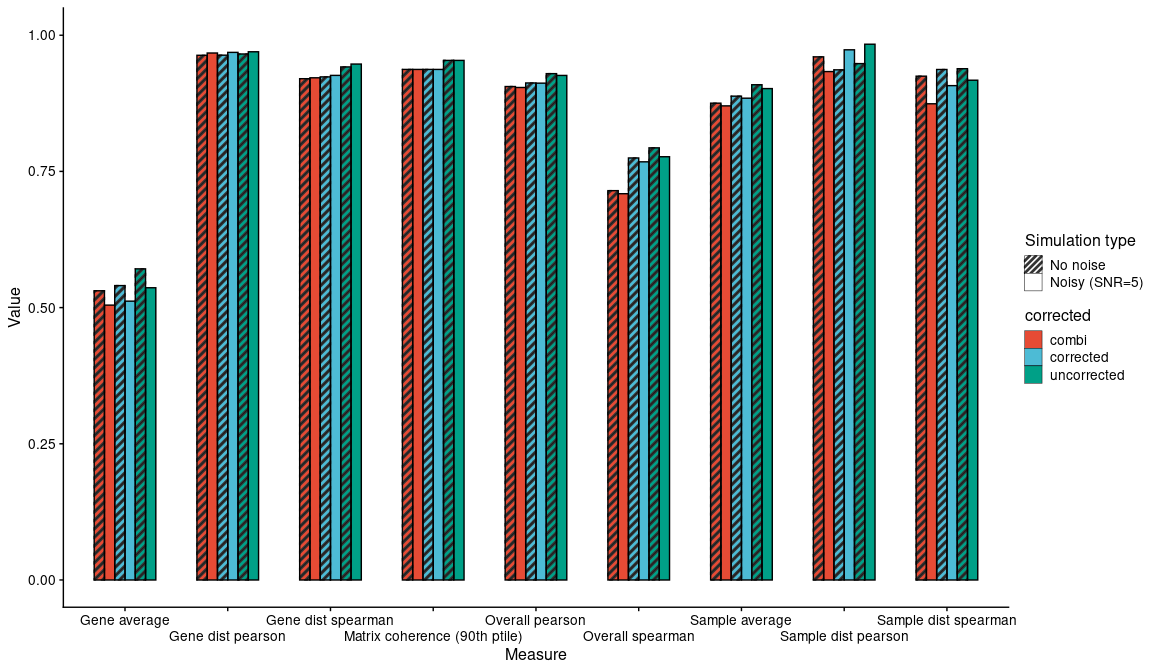 1.00
0.75
0.50
0.25
0.00
Value
Gene average
Gene dist pearson
Gene dist spearman
Matrix coherence (90th ptile)
Overall pearson
Overall spearman
Sample average
Sample dist pearson
Sample dist spearman
Measure
Simulation type
No noise
Noisy (SNR=5)
corrected
combi
corrected
uncorrected